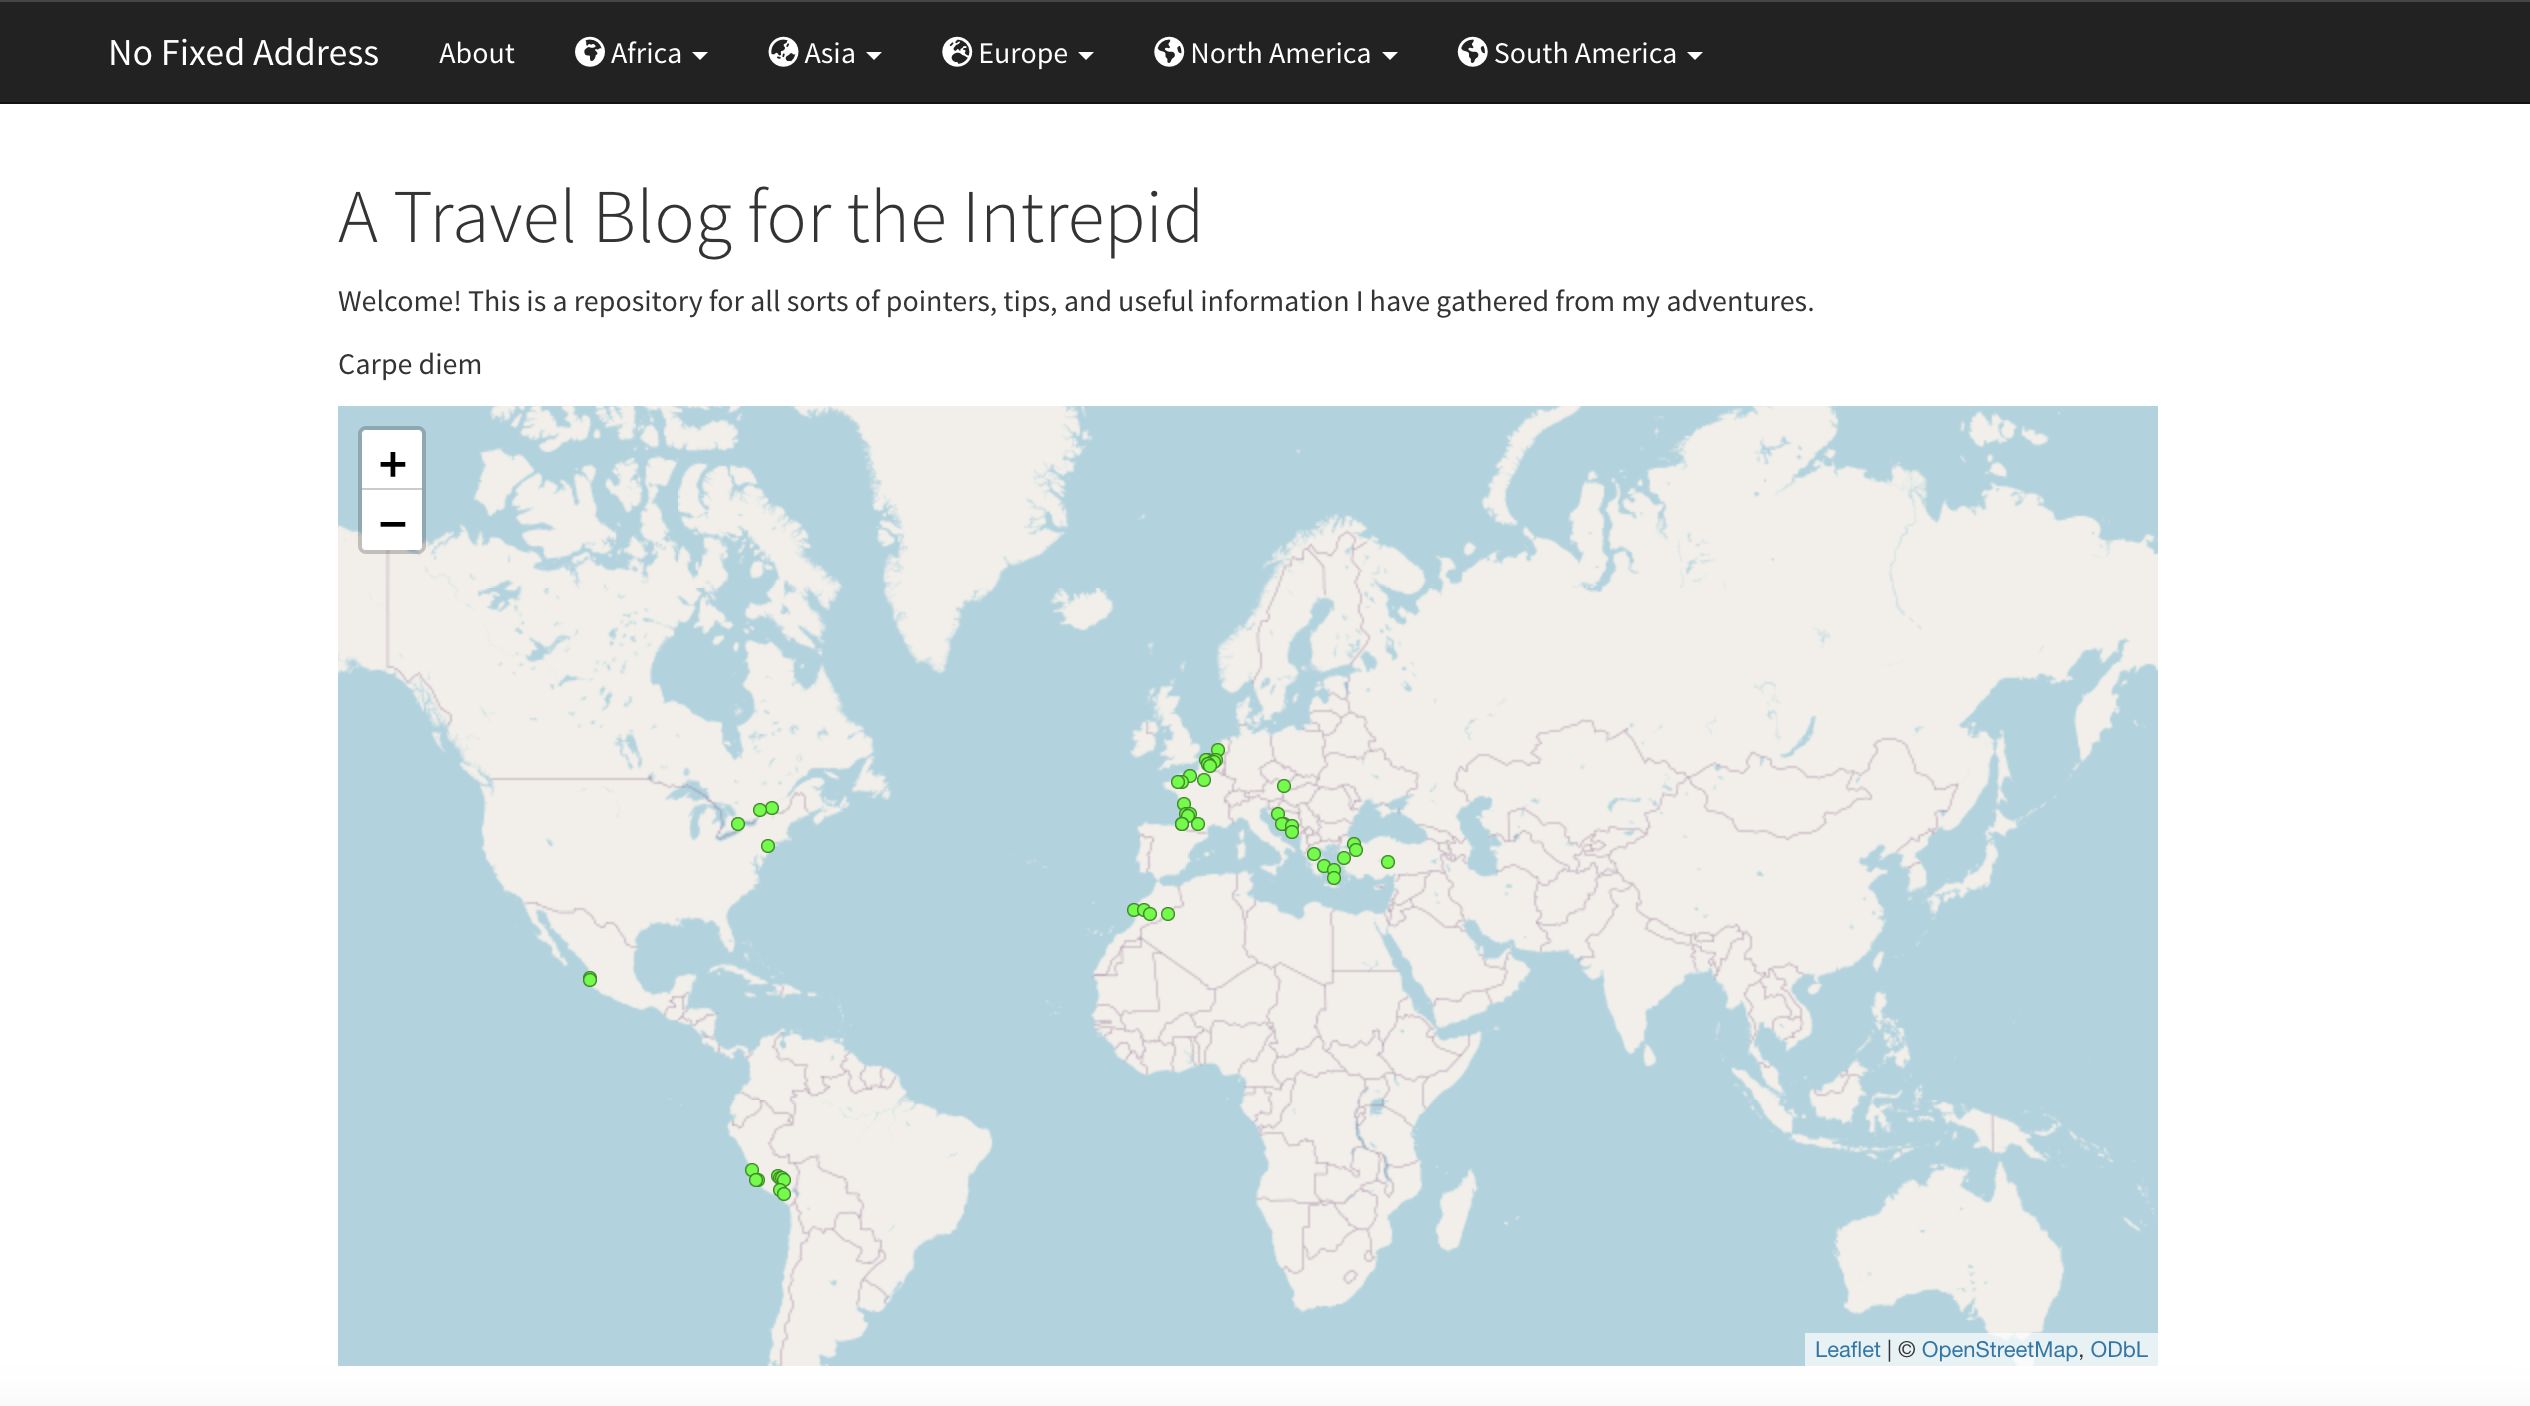 No Fixed Address About Africa Asia Europe North America South America
A Travel Blog for the Intrepid
Welcome! This is a repository for all sorts of pointers, tips, and useful information I have gathered from my adventures.
Carpe diem
+
−
Leaflet | © OpenStreetMap, ODbL